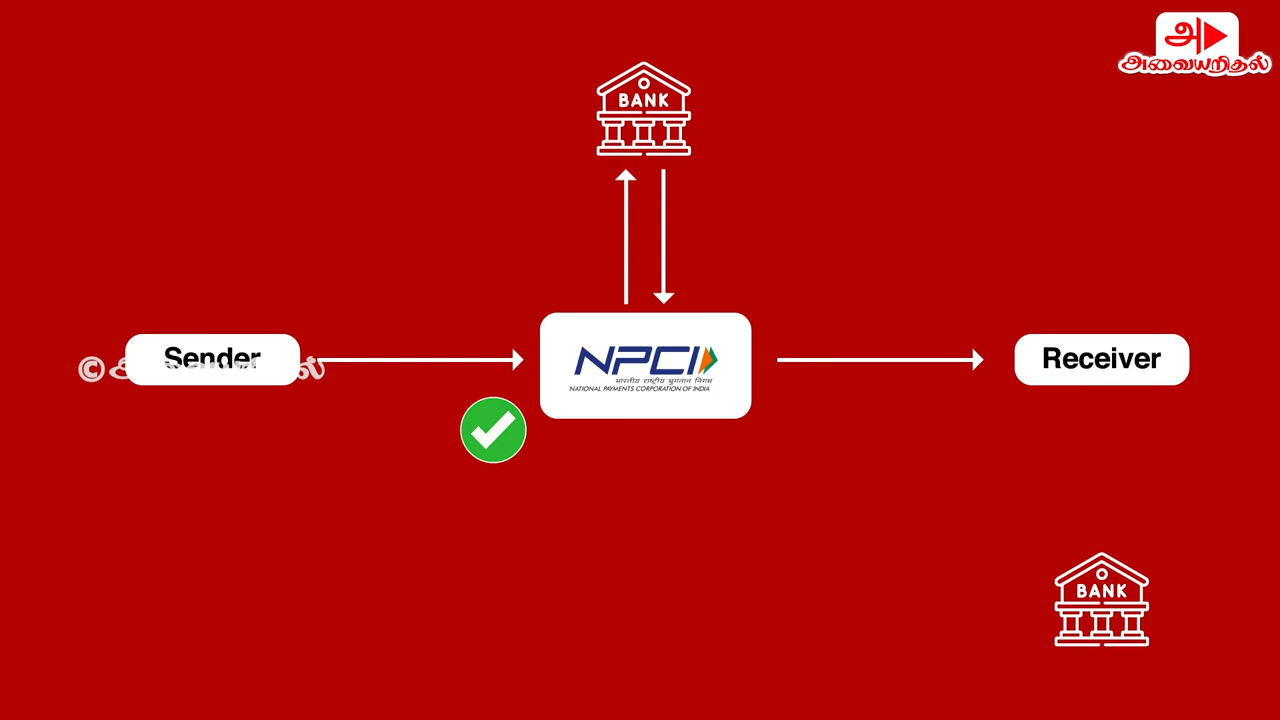 அ
அவையறிதல்
BANK
Sender
NPCI
भारतीय राष्ट्रीय भुगतान निगम
NATIONAL PAYMENTS CORPORATION OF INDIA
Receiver
BANK